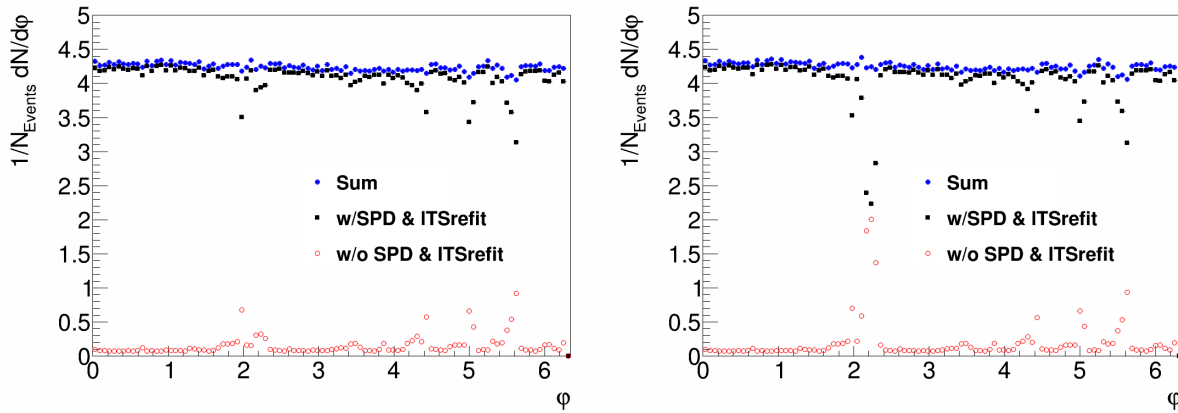 1/N_Events dN/dφ
5
4.5
4
3.5
3
2.5
2
1.5
1
0.5
0
Sum
w/SPD & ITSrefit
w/o SPD & ITSrefit
0 1 2 3 4 5 6
φ
1/N_Events dN/dφ
5
4.5
4
3.5
3
2.5
2
1.5
1
0.5
0
Sum
w/SPD & ITSrefit
w/o SPD & ITSrefit
0 1 2 3 4 5 6
φ